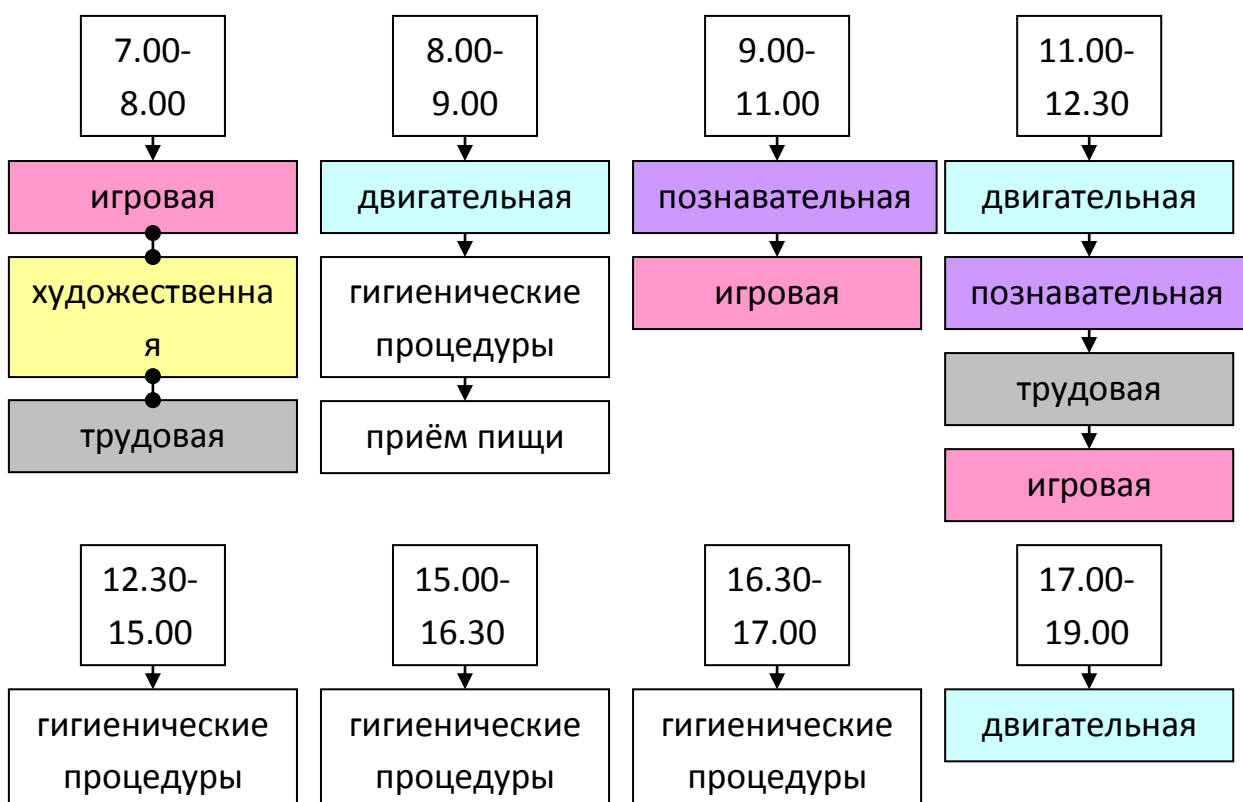 7.00-
8.00
игровая
художественна
я
трудовая
8.00-
9.00
двигательная
гигиенические
процедуры
приём пищи
9.00-
11.00
познавательная
игровая
11.00-
12.30
двигательная
познавательная
трудовая
игровая
12.30-
15.00
гигиенические
процедуры
15.00-
16.30
гигиенические
процедуры
16.30-
17.00
гигиенические
процедуры
17.00-
19.00
двигательная